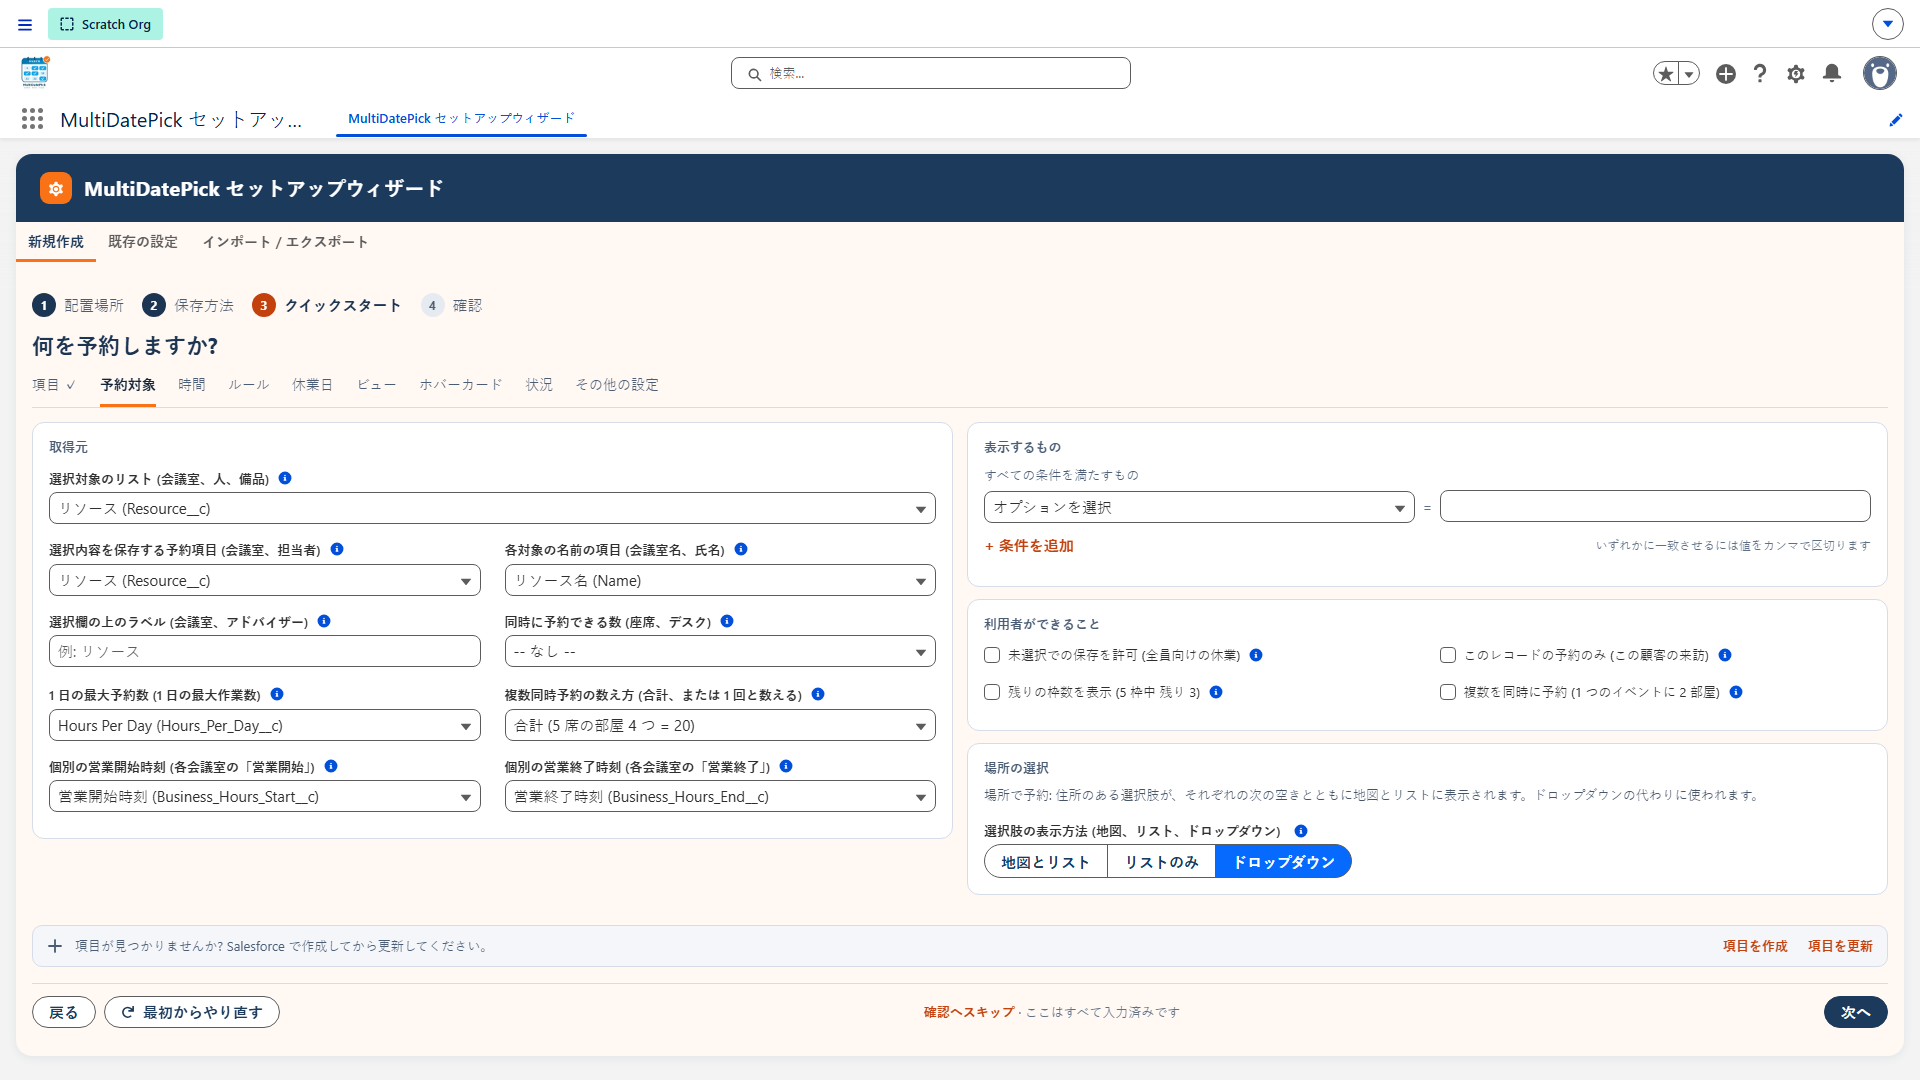 Scratch Org
検索...
MultiDatePick セットアッ...
MultiDatePick セットアップウィザード
MultiDatePick セットアップウィザード
新規作成
既存の設定
インポート / エクスポート
1 配置場所
2 保存方法
3 クイックスタート
4 確認
何を予約しますか?
項目 ✓
予約対象
時間
ルール
休業日
ビュー
ホバーカード
状況
その他の設定
取得元
選択対象のリスト (会議室、人、備品)
リソース (Resource__c)
選択内容を保存する予約項目 (会議室、担当者)
リソース (Resource__c)
各対象の名前の項目 (会議室名、氏名)
リソース名 (Name)
選択欄の上のラベル (会議室、アドバイザー)
例: リソース
同時に予約できる数 (座席、デスク)
-- なし --
1 日の最大予約数 (1 日の最大作業数)
Hours Per Day (Hours_Per_Day__c)
複数同時予約の数え方 (合計、または 1 回と数える)
合計 (5 席の部屋 4 つ = 20)
個別の営業開始時刻 (各会議室の「営業開始」)
営業開始時刻 (Business_Hours_Start__c)
個別の営業終了時刻 (各会議室の「営業終了」)
営業終了時刻 (Business_Hours_End__c)
表示するもの
すべての条件を満たすもの
オプションを選択
=
+ 条件を追加
いずれかに一致させるには値をカンマで区切ります
利用者ができること
未選択での保存を許可 (全員向けの休業)
このレコードの予約のみ (この顧客の来訪)
残りの枠数を表示 (5 枠中 残り 3)
複数を同時に予約 (1 つのイベントに 2 部屋)
場所の選択
場所で予約: 住所のある選択肢が、それぞれの次の空きとともに地図とリストに表示されます。ドロップダウンの代わりに使われます。
選択肢の表示方法 (地図、リスト、ドロップダウン)
地図とリスト
リストのみ
ドロップダウン
項目が見つかりませんか? Salesforce で作成してから更新してください。
項目を作成
項目を更新
戻る
最初からやり直す
確認へスキップ · ここはすべて入力済みです
次へ